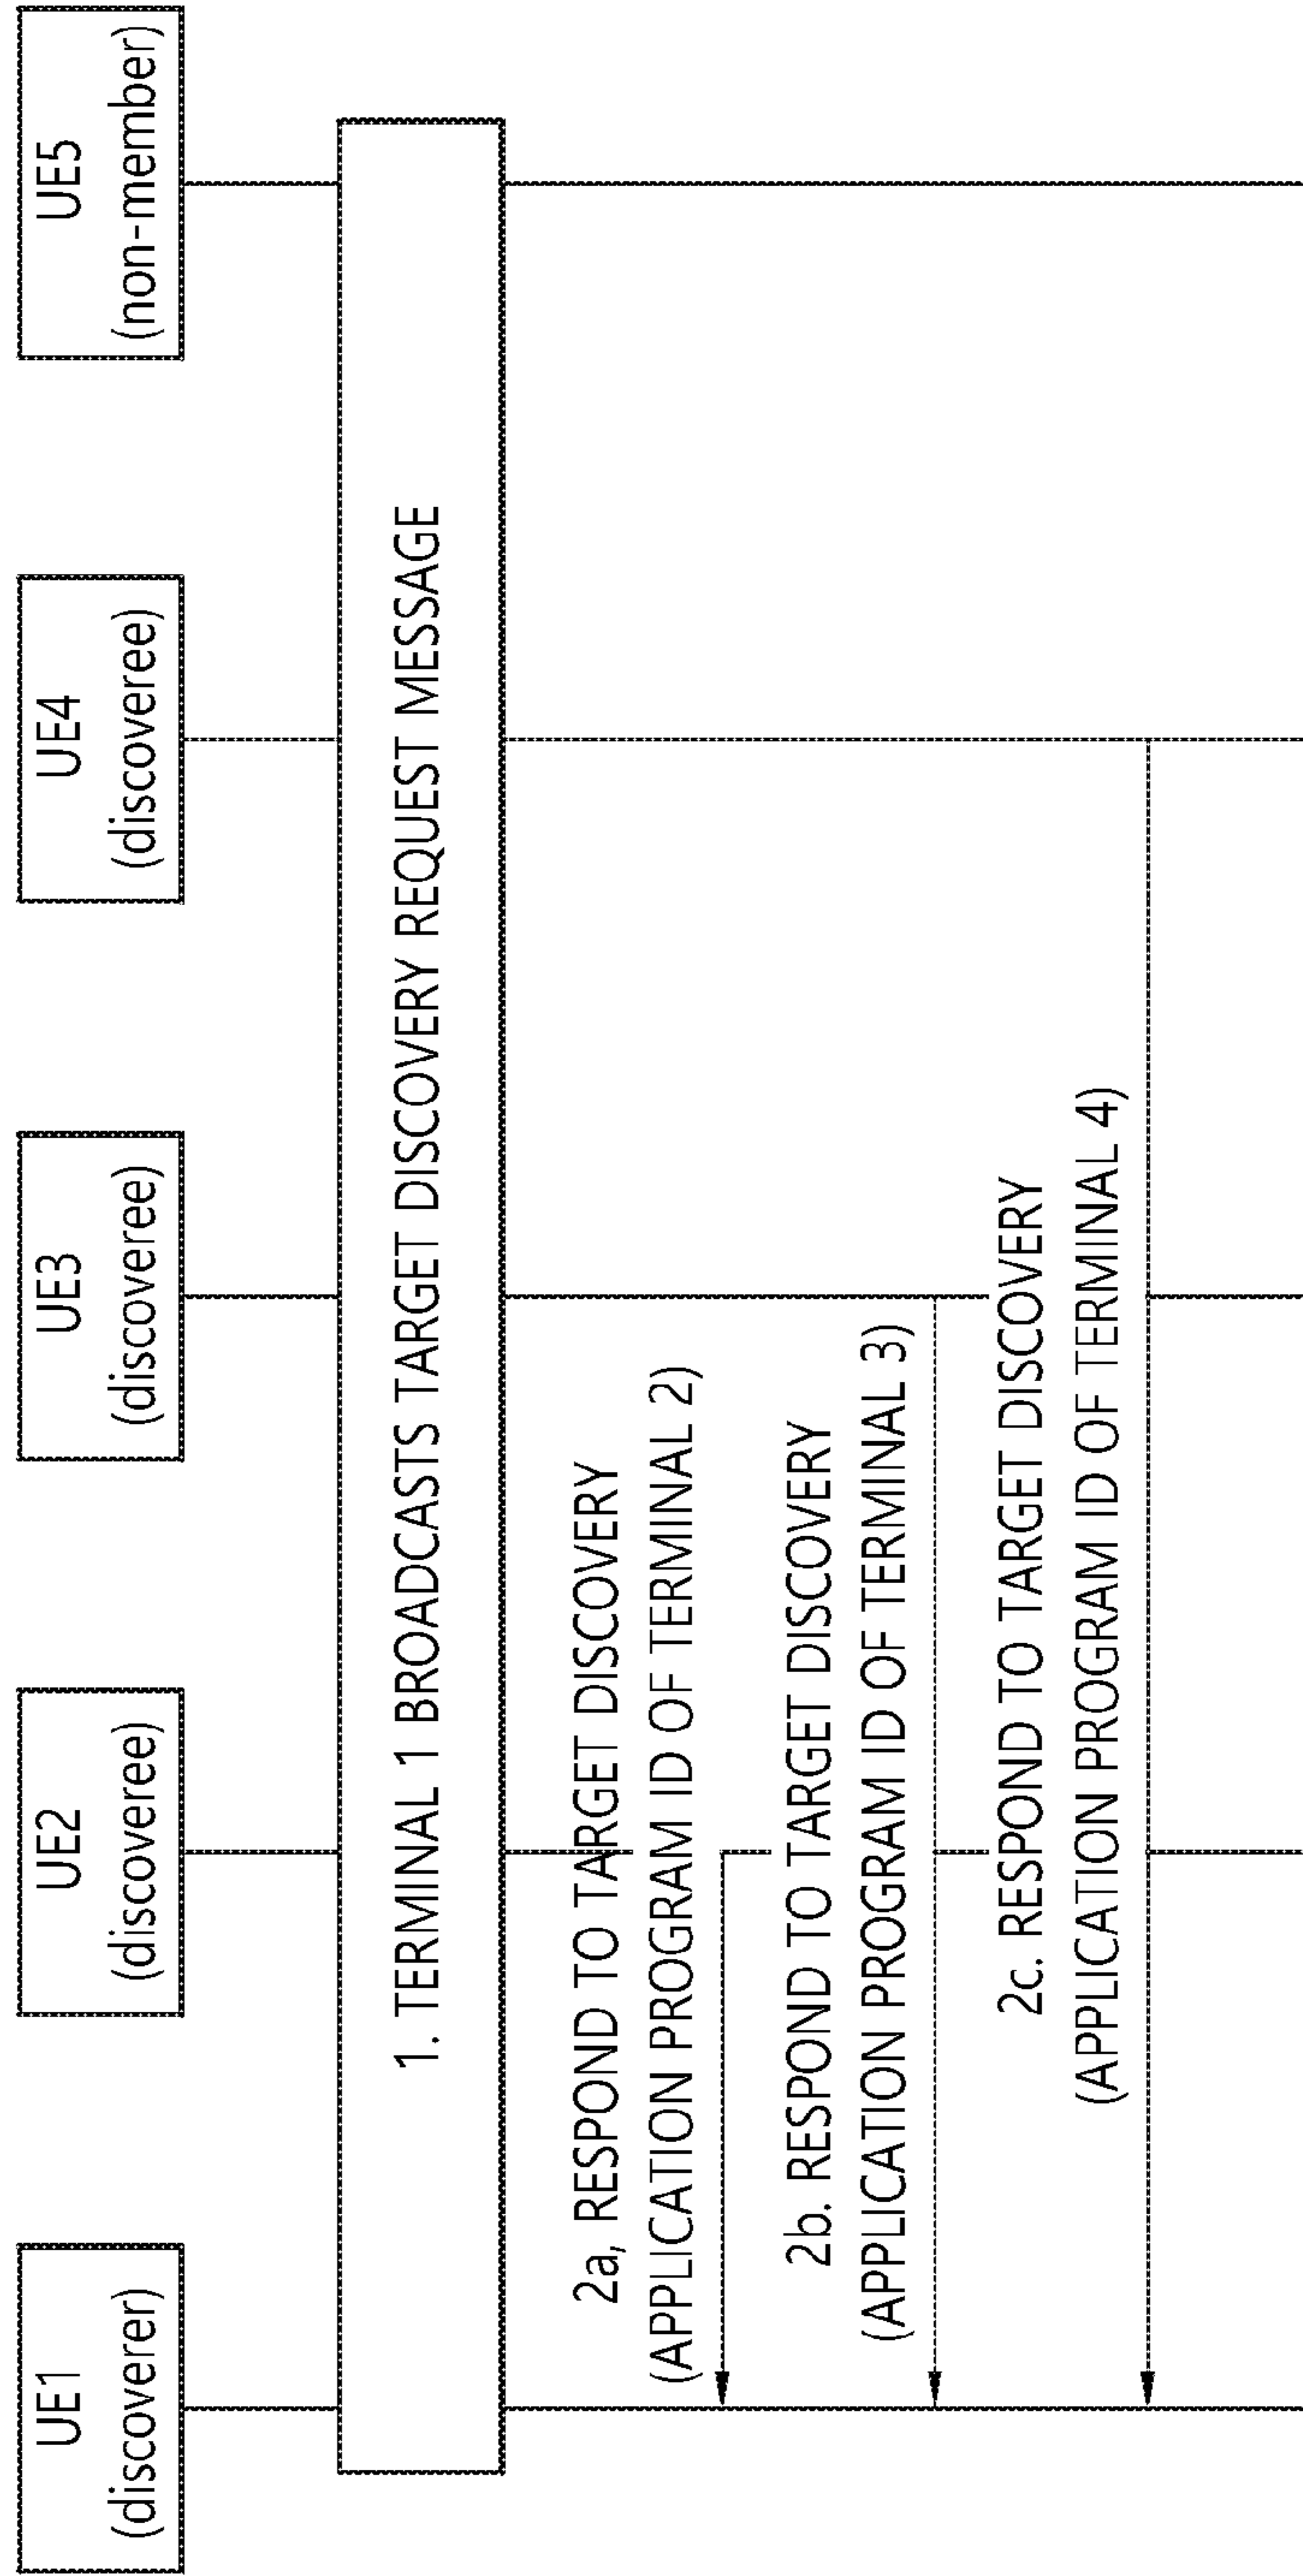 UE1
(discoverer)
UE2
(discoveree)
UE3
(discoveree)
UE4
(discoveree)
UE5
(non-member)
1. TERMINAL 1 BROADCASTS TARGET DISCOVERY REQUEST MESSAGE
2a, RESPOND TO TARGET DISCOVERY
(APPLICATION PROGRAM ID OF TERMINAL 2)
2b. RESPOND TO TARGET DISCOVERY
(APPLICATION PROGRAM ID OF TERMINAL 3)
2c. RESPOND TO TARGET DISCOVERY
(APPLICATION PROGRAM ID OF TERMINAL 4)